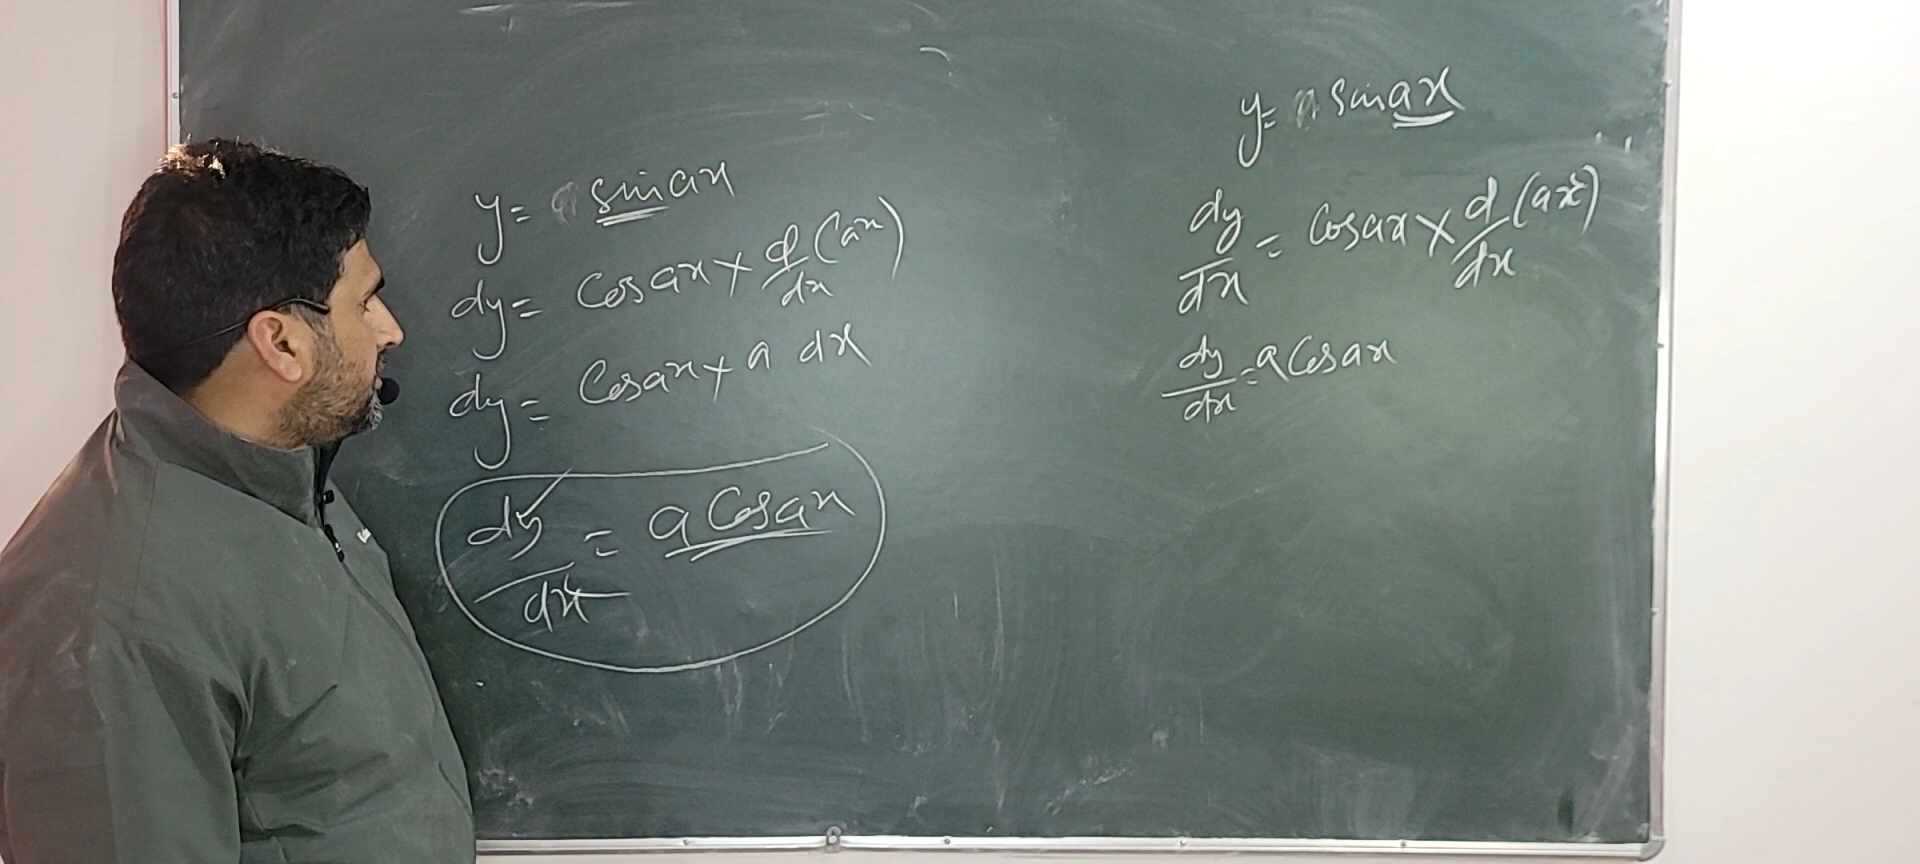 y = sin ax
dy = Cos ax × d/dx (ax)
dy = Cos ax × a dx
dy/dx = a Cos ax
y = sin ax
dy/dx = Cos ax × d/dx (ax)
dy/dx = a Cos ax